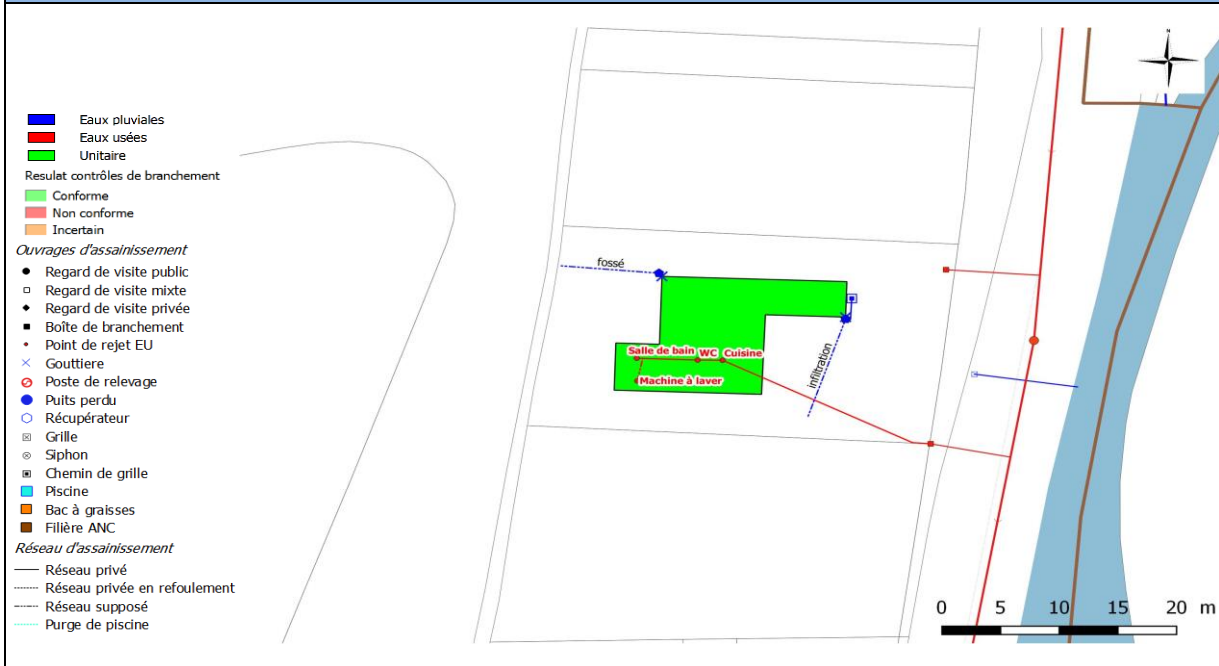 N
Eaux pluviales
Eaux usées
Unitaire
Resulat contrôles de branchement
Conforme
Non conforme
Incertain
Ouvrages d'assainissement
Regard de visite public
Regard de visite mixte
Regard de visite privée
Boîte de branchement
Point de rejet EU
Gouttiere
Poste de relevage
Puits perdu
Récupérateur
Grille
Siphon
Chemin de grille
Piscine
Bac à graisses
Filière ANC
Réseau d'assainissement
Réseau privé
Réseau privée en refoulement
Réseau supposé
Purge de piscine
fossé
Salle de bain WC Cuisine
Machine à laver
infiltration
0 5 10 15 20 m